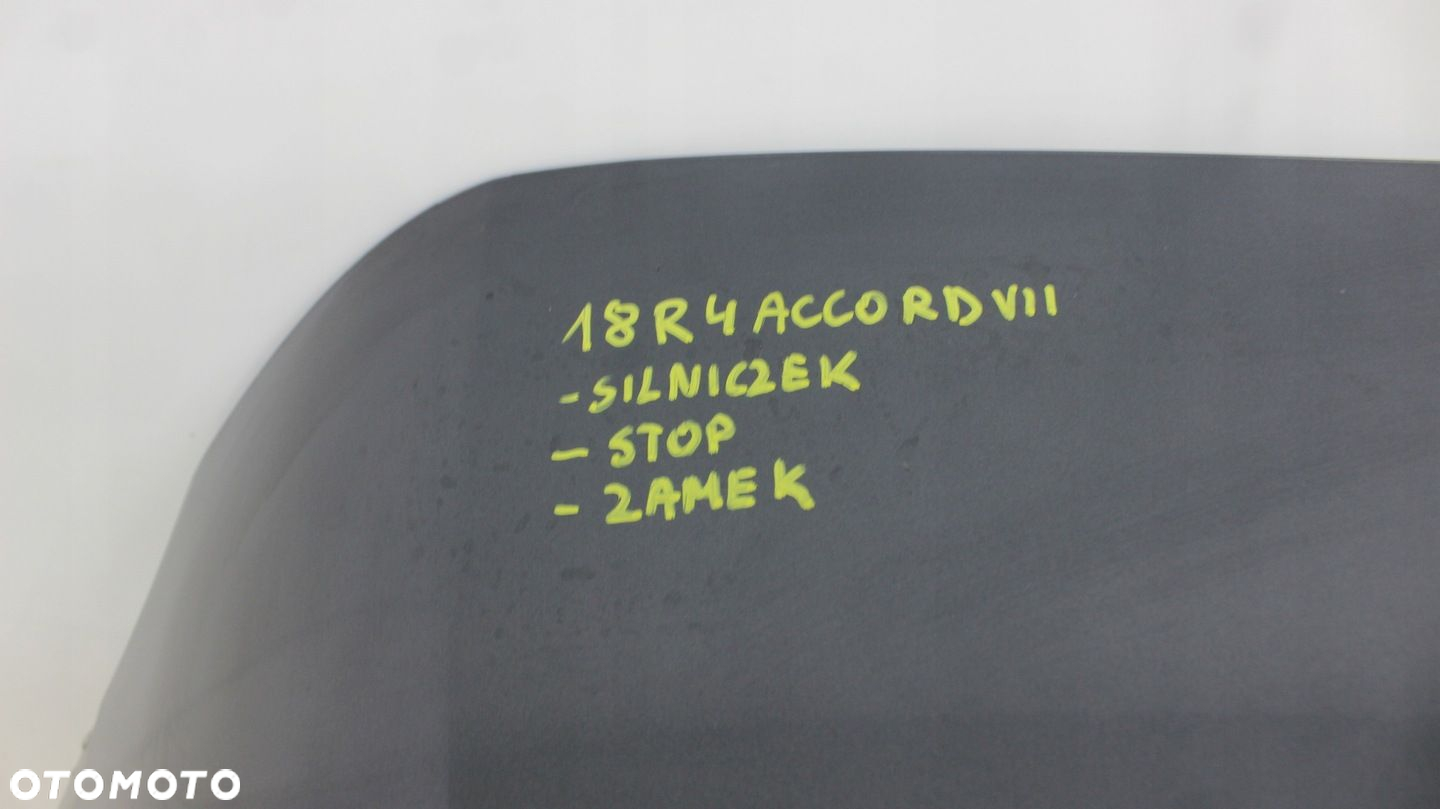 18R4 ACCORD VII
- SILNICZEK
- STOP
- ZAMEK
OTOMOTO